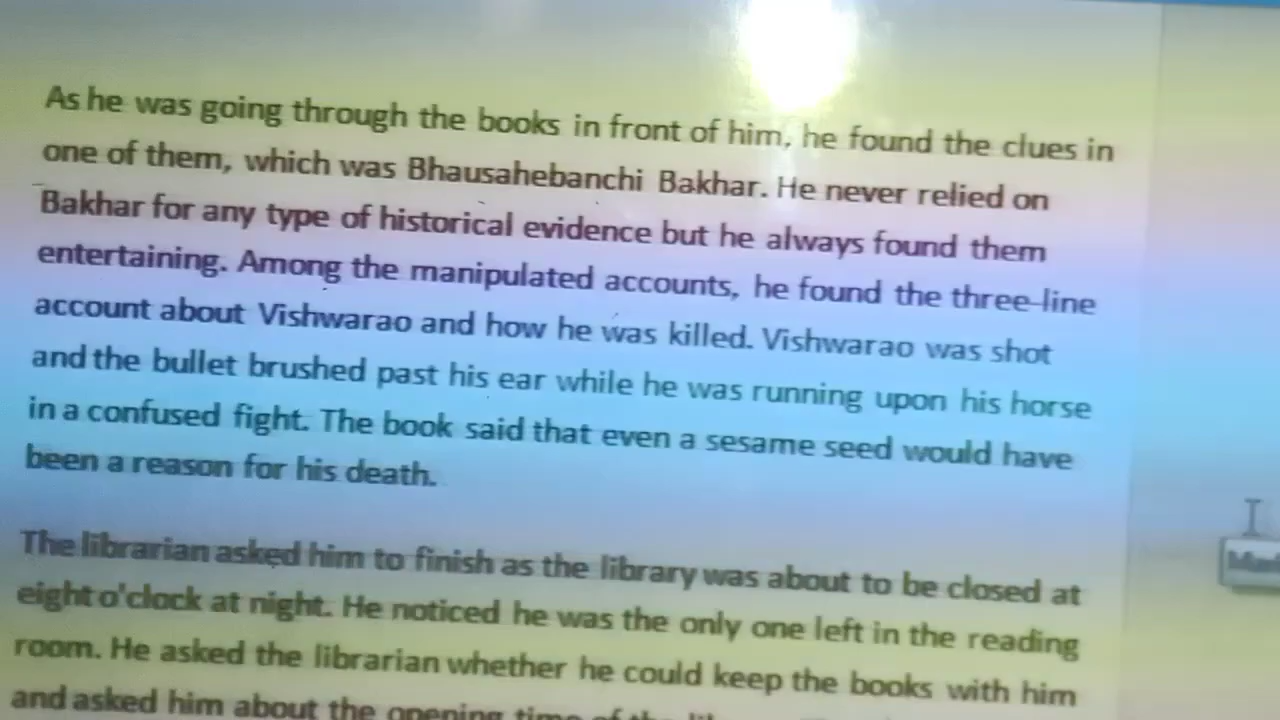 As he was going through the books in front of him, he found the clues in
one of them, which was Bhausahebanchi Bakhar. He never relied on
Bakhar for any type of historical evidence but he always found them
entertaining. Among the manipulated accounts, he found the three-line
account about Vishwarao and how he was killed. Vishwarao was shot
and the bullet brushed past his ear while he was running upon his horse
in a confused fight. The book said that even a sesame seed would have
been a reason for his death.
The librarian asked him to finish as the library was about to be closed at
eight o'clock at night. He noticed he was the only one left in the reading
room. He asked the librarian whether he could keep the books with him
and asked him about the opening time of the